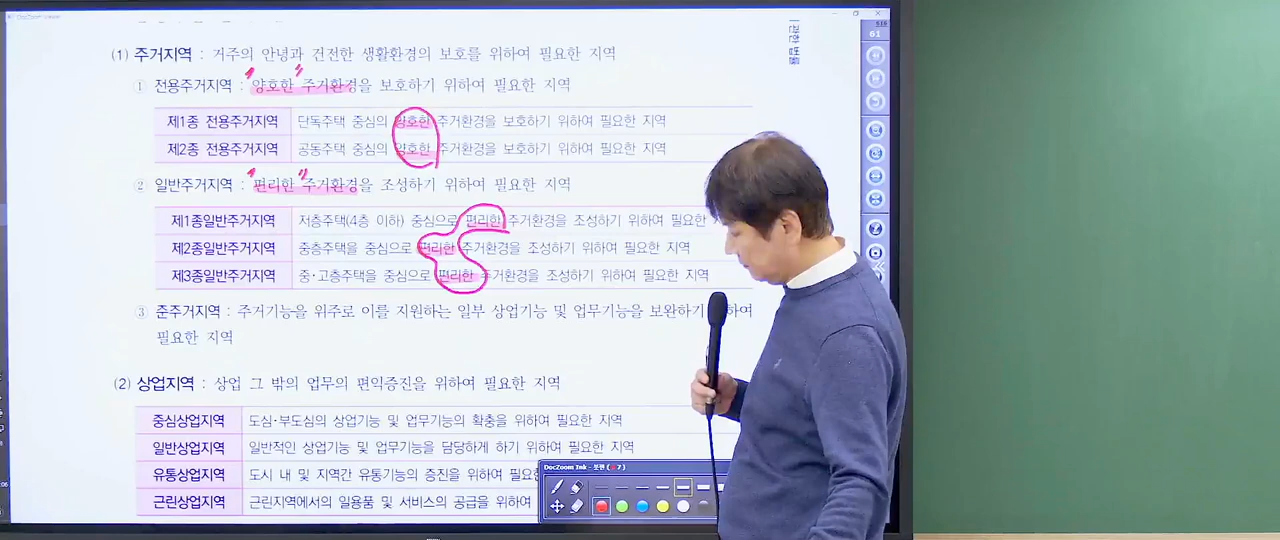 DocZoom Viewer
519
61
관한 법률
(1) 주거지역 : 거주의 안녕과 건전한 생활환경의 보호를 위하여 필요한 지역
① 전용주거지역 : 양호한 주거환경을 보호하기 위하여 필요한 지역
제1종 전용주거지역 단독주택 중심의 양호한 주거환경을 보호하기 위하여 필요한 지역
제2종 전용주거지역 공동주택 중심의 양호한 주거환경을 보호하기 위하여 필요한 지역
② 일반주거지역 : 편리한 주거환경을 조성하기 위하여 필요한 지역
제1종일반주거지역 저층주택(4층 이하) 중심으로 편리한 주거환경을 조성하기 위하여 필요한
제2종일반주거지역 중층주택을 중심으로 편리한 주거환경을 조성하기 위하여 필요한 지역
제3종일반주거지역 중·고층주택을 중심으로 편리한 주거환경을 조성하기 위하여 필요한 지역
③ 준주거지역 : 주거기능을 위주로 이를 지원하는 일부 상업기능 및 업무기능을 보완하기 하여
필요한 지역
(2) 상업지역 : 상업 그 밖의 업무의 편익증진을 위하여 필요한 지역
중심상업지역 도심·부도심의 상업기능 및 업무기능의 확충을 위하여 필요한 지역
일반상업지역 일반적인 상업기능 및 업무기능을 담당하게 하기 위하여 필요한 지역
유통상업지역 도시 내 및 지역간 유통기능의 증진을 위하여 필요한
근린상업지역 근린지역에서의 일용품 및 서비스의 공급을 위하여
DocZoom Ink - 붓펜 ( 7 )